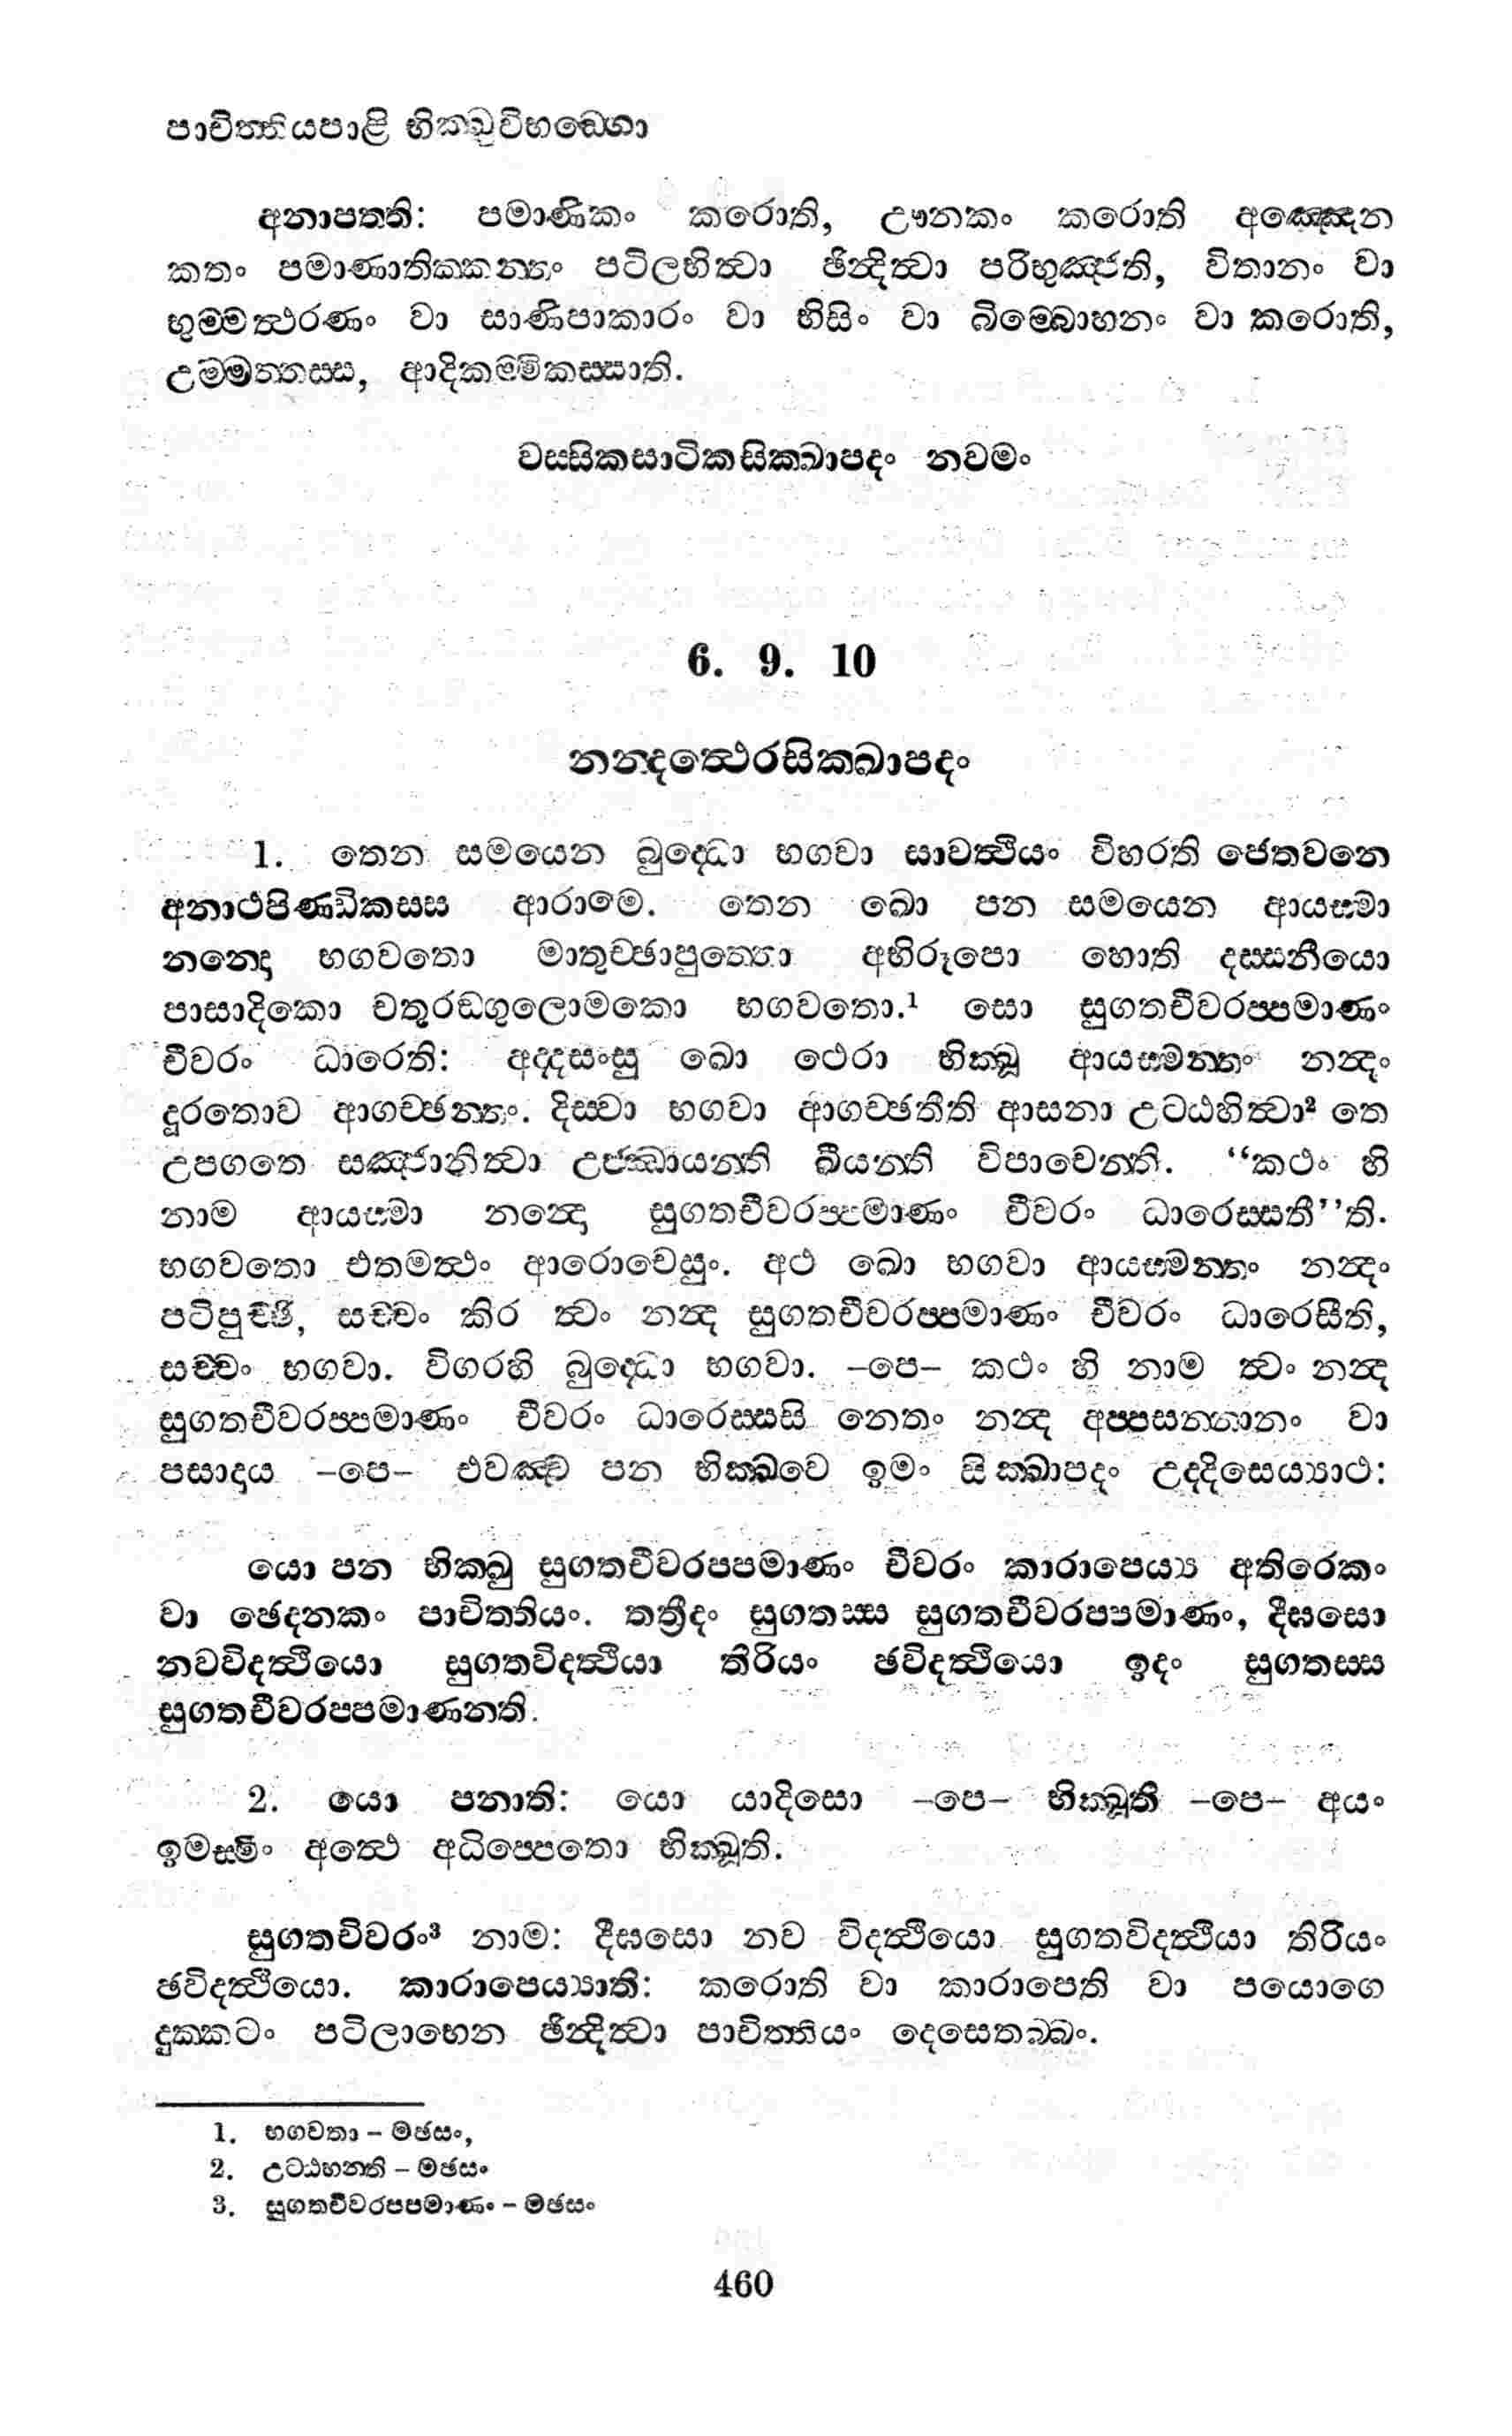 පාචිත්තියපාළි භික්ඛුවිභඞ්ගො
අනාපත්ති: පමාණිකං කරොති, ඌනකං කරොති අඤ්ඤෙන
කතං පමාණාතික්කන්තං පටිලභිත්වා ඡින්දිත්වා පරිභුඤ්ජති, විතානං වා
භුම්මත්ථරණං වා සාණිපාකාරං වා භිසිං වා බිම්බොහනං වා කරොති,
උම්මත්තස්ස, ආදිකම්මිකස්සාති.
වස්සිකසාටිකසික්ඛාපදං නවමං
6. 9. 10
නන්දත්ථෙරසික්ඛාපදං
1. තෙන සමයෙන බුද්ධො භගවා සාවත්ථියං විහරති ජෙතවනෙ
අනාථපිණ්ඩිකස්ස ආරාමෙ. තෙන ඛො පන සමයෙන ආයස්මා
නන්දො භගවතො මාතුච්ඡාපුත්තො අභිරූපො හොති දස්සනීයො
පාසාදිකො චතුරඞ්ගුලොමකො භගවතො.¹ සො සුගතචීවරප්පමාණං
චීවරං ධාරෙති: අද්දසංසු ඛො ථෙරා භික්ඛූ ආයස්මන්තං නන්දං
දූරතොව ආගච්ඡන්තං. දිස්වා භගවා ආගච්ඡතීති ආසනා උට්ඨහිත්වා² තෙ
උපගතෙ සඤ්ජානිත්වා උජ්ඣායන්ති ඛීයන්ති විපාචෙන්ති. “කථං හි
නාම ආයස්මා නන්දො සුගතචීවරප්පමාණං චීවරං ධාරෙස්සතී”ති.
භගවතො එතමත්ථං ආරොචෙසුං. අථ ඛො භගවා ආයස්මන්තං නන්දං
පටිපුච්ඡි, සච්චං කිර ත්වං නන්ද සුගතචීවරප්පමාණං චීවරං ධාරෙසීති,
සච්චං භගවා. විගරහි බුද්ධො භගවා. –පෙ– කථං හි නාම ත්වං නන්ද
සුගතචීවරප්පමාණං චීවරං ධාරෙස්සසි නෙතං නන්ද අප්පසන්නානං වා
පසාදාය –පෙ– එවඤ්ච පන භික්ඛවෙ ඉමං සික්ඛාපදං උද්දිසෙය්‍යාථ:
යො පන භික්ඛු සුගතචීවරප්පමාණං චීවරං කාරාපෙය්‍ය අතිරෙකං
වා ඡෙදනකං පාචිත්තියං. තත්‍රිදං සුගතස්ස සුගතචීවරප්පමාණං, දීඝසො
නවවිදත්ථියො සුගතවිදත්ථියා තිරියං ඡවිදත්ථියො ඉදං සුගතස්ස
සුගතචීවරප්පමාණන්ති.
2. යො පනාති: යො යාදිසො –පෙ– භික්ඛූති –පෙ– අයං
ඉමස්මිං අත්ථෙ අධිප්පෙතො භික්ඛූති.
සුගතචිවරං³ නාම: දීඝසො නව විදත්ථියො සුගතවිදත්ථියා තිරියං
ඡවිදත්ථියො. කාරාපෙය්‍යාති: කරොති වා කාරාපෙති වා පයොගෙ
දුක්කටං පටිලාභෙන ඡින්දිත්වා පාචිත්තියං දෙසෙතබ්බං.
1. භගවතා – මඡසං,
2. උට්ඨහන්ති – මඡසං
3. සුගතචීවරප්පමාණං – මඡසං
460